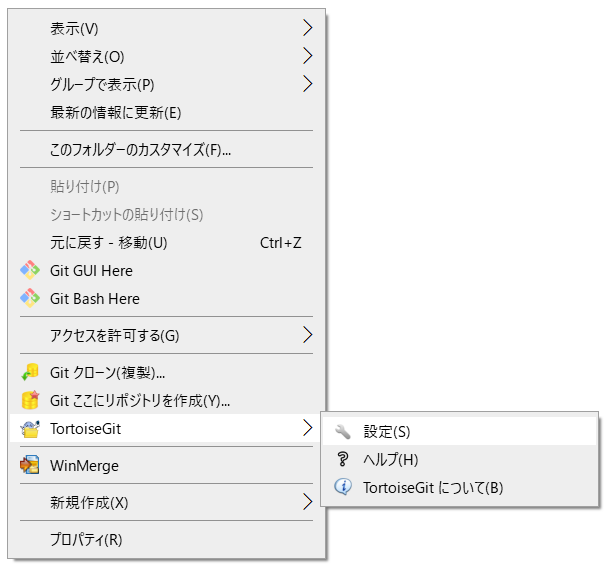 表示(V)
並べ替え(O)
グループで表示(P)
最新の情報に更新(E)
このフォルダーのカスタマイズ(F)...
貼り付け(P)
ショートカットの貼り付け(S)
元に戻す - 移動(U) Ctrl+Z
Git GUI Here
Git Bash Here
アクセスを許可する(G)
Git クローン(複製)...
Git ここにリポジトリを作成(Y)...
TortoiseGit
WinMerge
新規作成(X)
プロパティ(R)
設定(S)
ヘルプ(H)
TortoiseGit について(B)